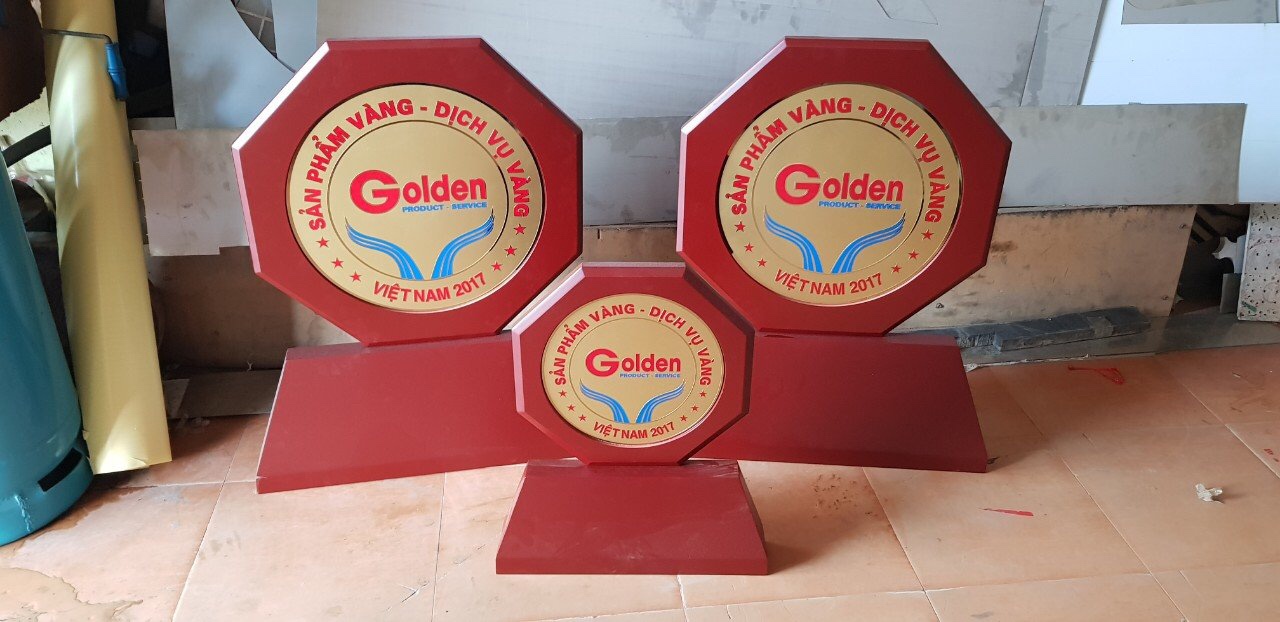 SẢN PHẨM VÀNG - DỊCH VỤ VÀNG
Golden
PRODUCT - SERVICE
VIỆT NAM 2017
SẢN PHẨM VÀNG - DỊCH VỤ VÀNG
Golden
PRODUCT - SERVICE
VIỆT NAM 2017
SẢN PHẨM VÀNG - DỊCH VỤ VÀNG
Golden
PRODUCT - SERVICE
VIỆT NAM 2017